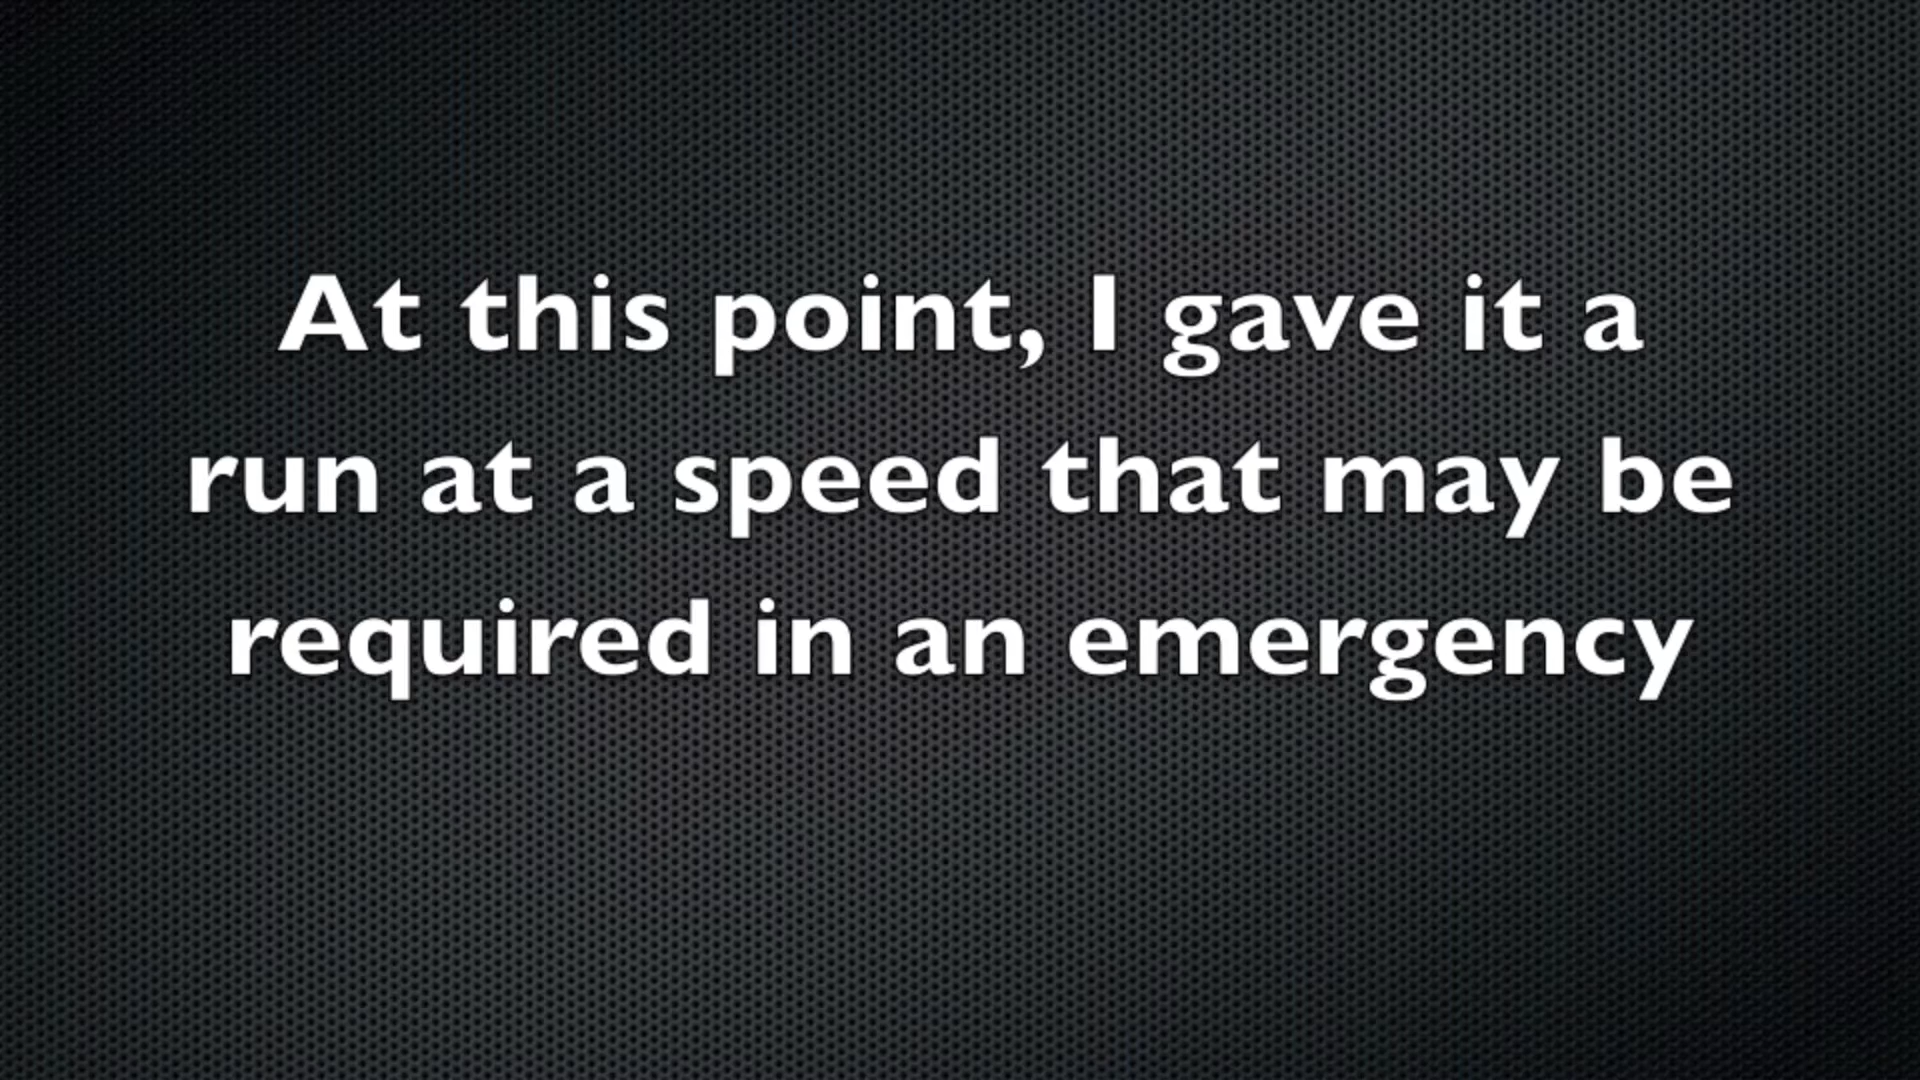 At this point, I gave it a
run at a speed that may be
required in an emergency